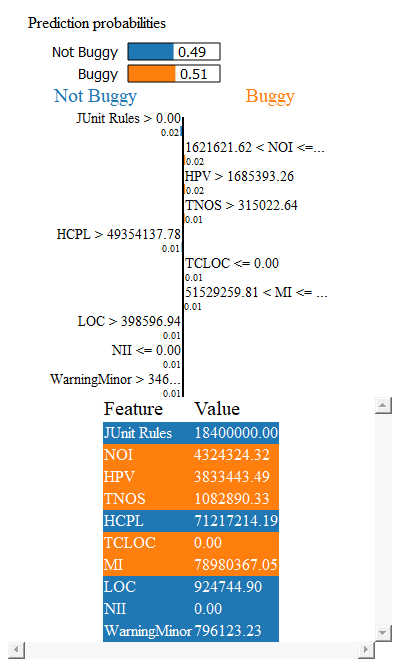 Prediction probabilities
Not Buggy 0.49
Buggy 0.51
Not Buggy Buggy
JUnit Rules > 0.00
0.02
1621621.62 < NOI <=...
0.02
HPV > 1685393.26
0.02
TNOS > 315022.64
0.01
HCPL > 49354137.78
0.01
TCLOC <= 0.00
0.01
51529259.81 < MI <= ...
0.01
LOC > 398596.94
0.01
NII <= 0.00
0.01
WarningMinor > 346...
0.01
Feature Value
JUnit Rules 18400000.00
NOI 4324324.32
HPV 3833443.49
TNOS 1082890.33
HCPL 71217214.19
TCLOC 0.00
MI 78980367.05
LOC 924744.90
NII 0.00
WarningMinor 796123.23